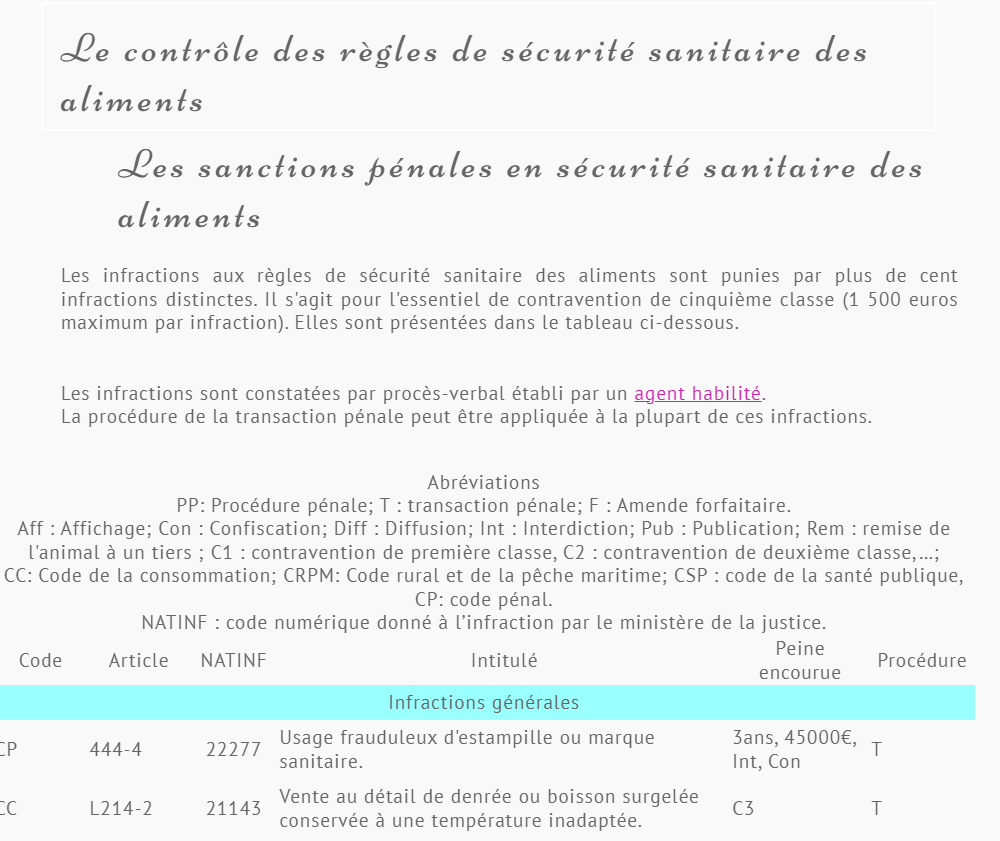 Le contrôle des règles de sécurité sanitaire des
aliments
Les sanctions pénales en sécurité sanitaire des
aliments
Les infractions aux règles de sécurité sanitaire des aliments sont punies par plus de cent
infractions distinctes. Il s'agit pour l'essentiel de contravention de cinquième classe (1 500 euros
maximum par infraction). Elles sont présentées dans le tableau ci-dessous.
Les infractions sont constatées par procès-verbal établi par un agent habilité.
La procédure de la transaction pénale peut être appliquée à la plupart de ces infractions.
Abréviations
PP: Procédure pénale; T : transaction pénale; F : Amende forfaitaire.
Aff : Affichage; Con : Confiscation; Diff : Diffusion; Int : Interdiction; Pub : Publication; Rem : remise de
l'animal à un tiers ; C1 : contravention de première classe, C2 : contravention de deuxième classe,…;
CC: Code de la consommation; CRPM: Code rural et de la pêche maritime; CSP : code de la santé publique,
CP: code pénal.
NATINF : code numérique donné à l’infraction par le ministère de la justice.
Code Article NATINF Intitulé Peine encourue Procédure
Infractions générales
CP 444-4 22277 Usage frauduleux d'estampille ou marque sanitaire. 3ans, 45000€, Int, Con T
CC L214-2 21143 Vente au détail de denrée ou boisson surgelée conservée à une température inadaptée. C3 T